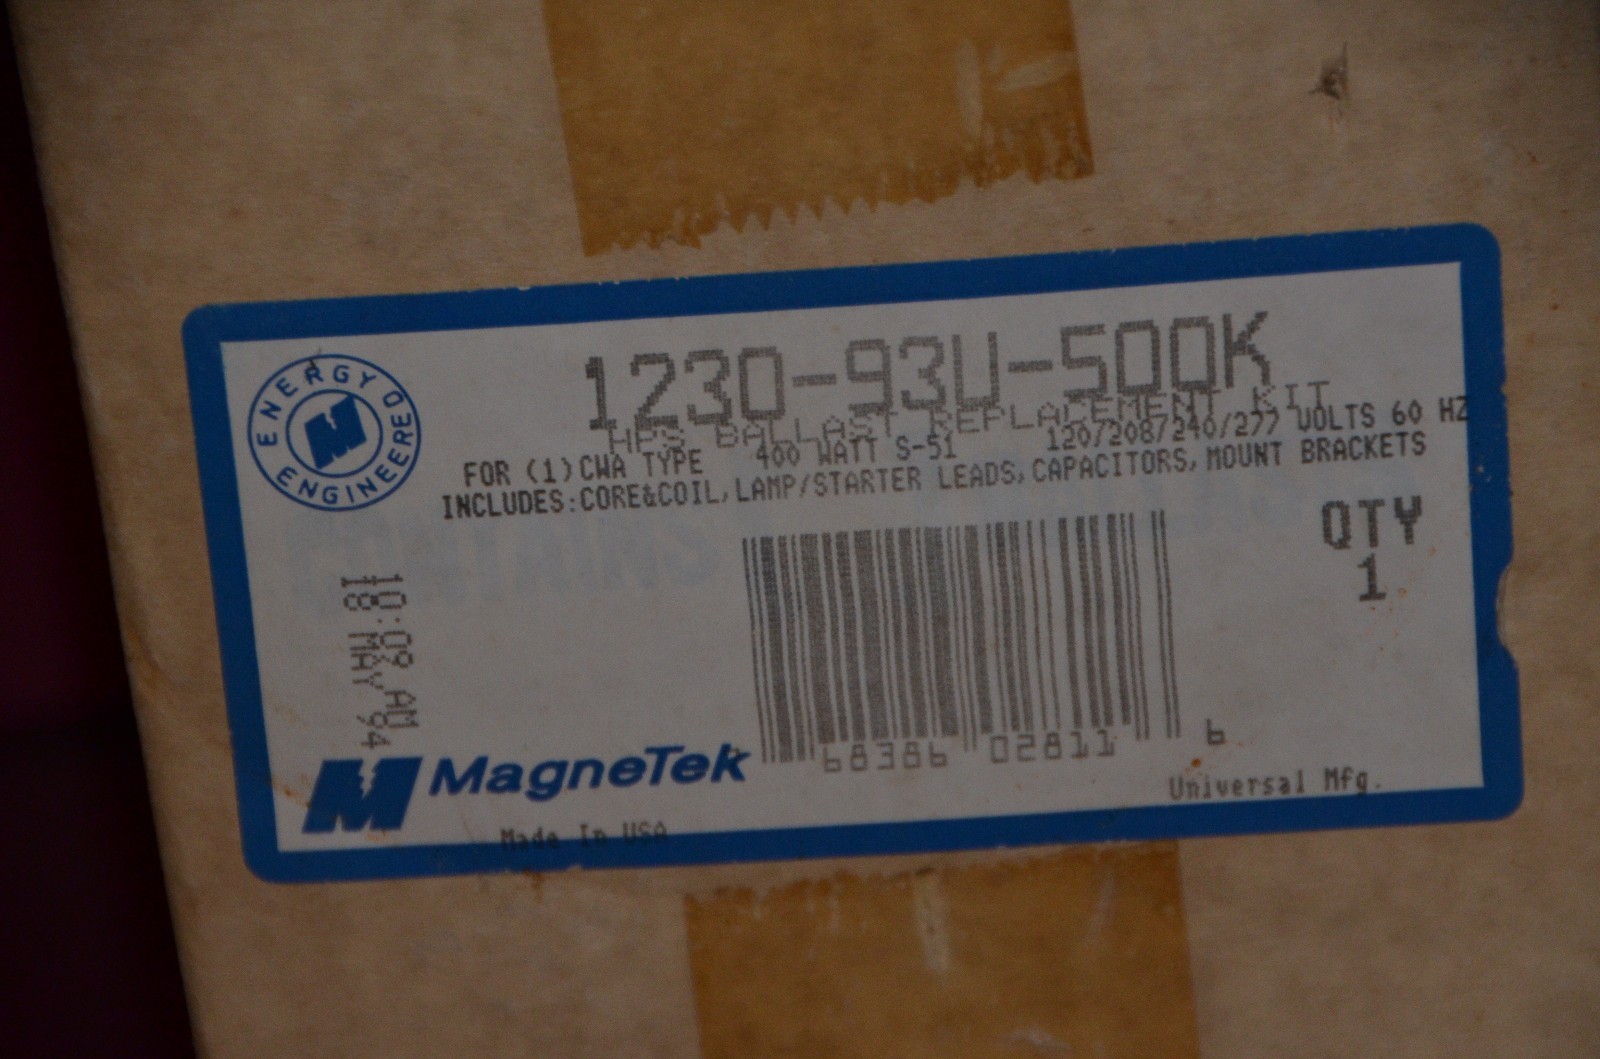 1230-93U-500K
HPS BALLAST REPLACEMENT KIT
FOR (1) CWA TYPE 400 WATT S-51 120/208/240/277 VOLTS 60 HZ
INCLUDES:CORE&COIL,LAMP/STARTER LEADS,CAPACITORS,MOUNT BRACKETS
ENERGY ENGINEERED
QTY
1
10:09 AM
18 MAY 94
68386 02811 6
MagneTek
Universal Mfg.
Made In USA